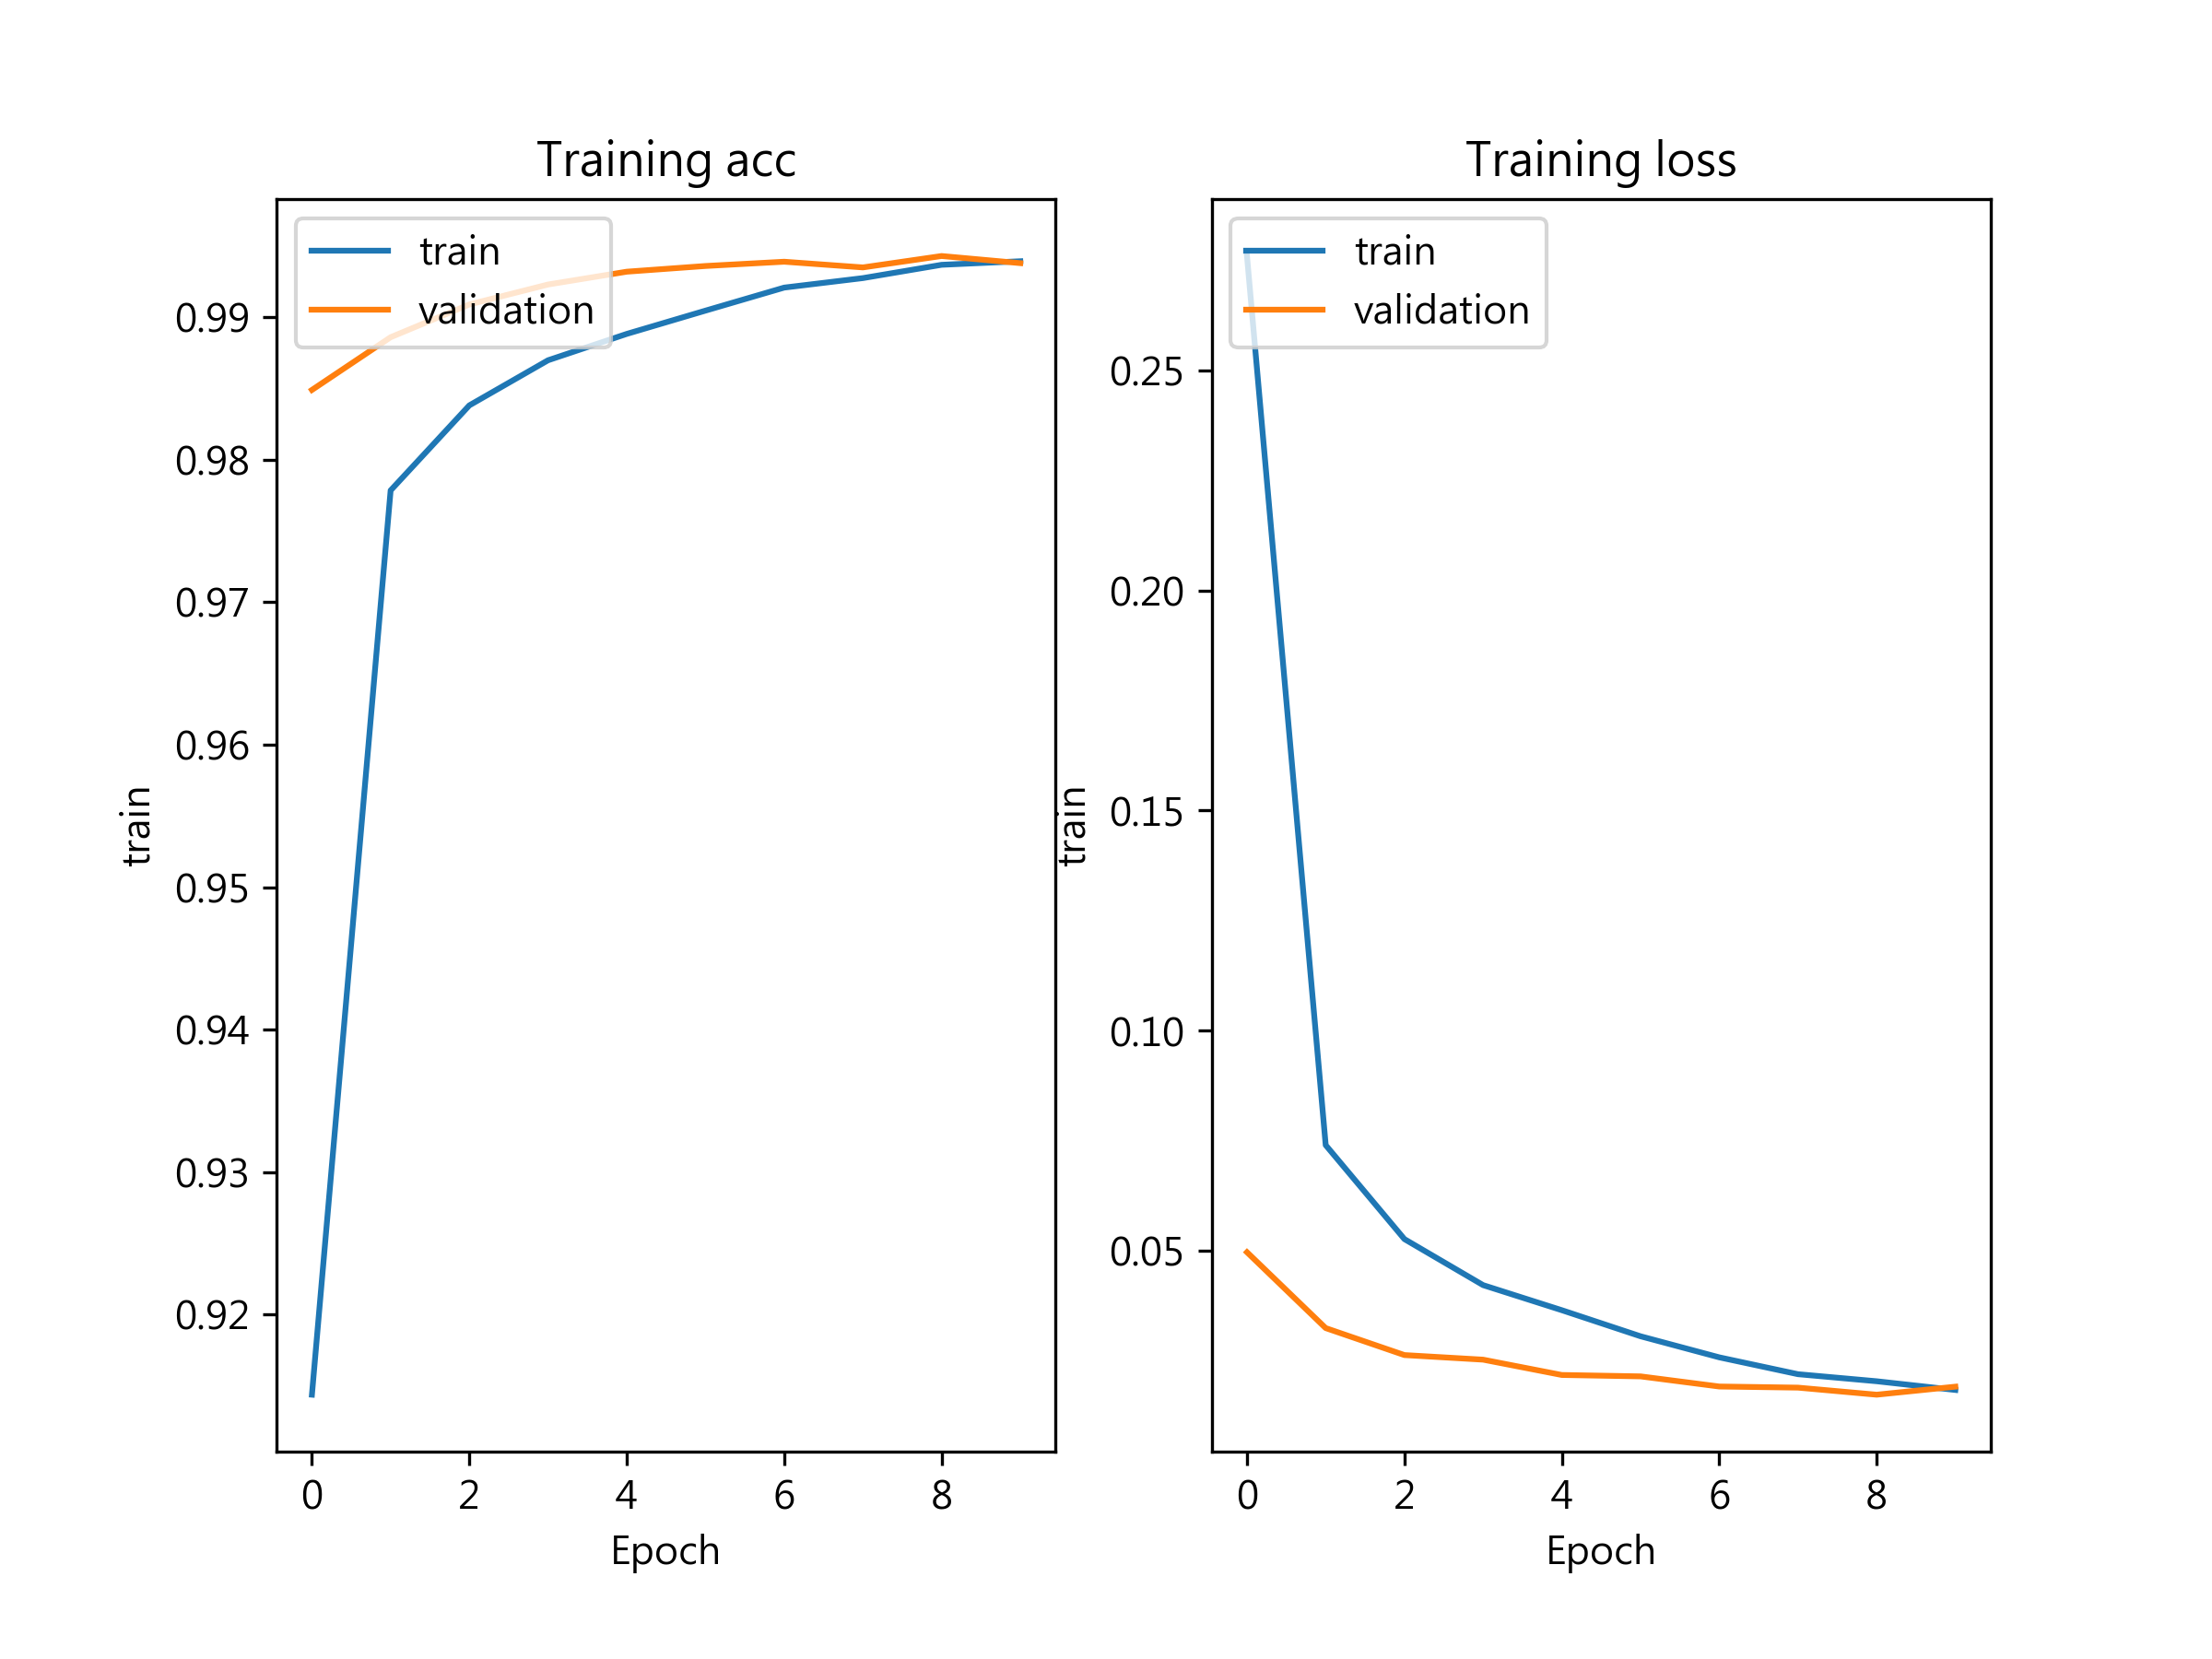 Training acc
train
validation
0.99
0.98
0.97
0.96
0.95
0.94
0.93
0.92
train
0 2 4 6 8
Epoch
Training loss
train
validation
0.25
0.20
0.15
0.10
0.05
train
0 2 4 6 8
Epoch